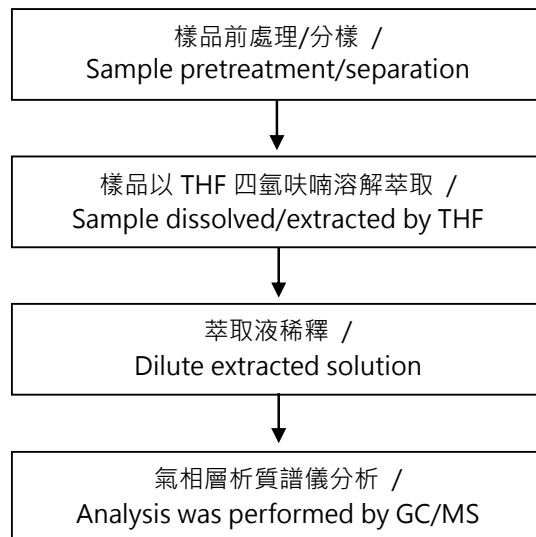 樣品前處理/分樣 /
Sample pretreatment/separation
樣品以 THF 四氫呋喃溶解萃取 /
Sample dissolved/extracted by THF
萃取液稀釋 /
Dilute extracted solution
氣相層析質譜儀分析 /
Analysis was performed by GC/MS